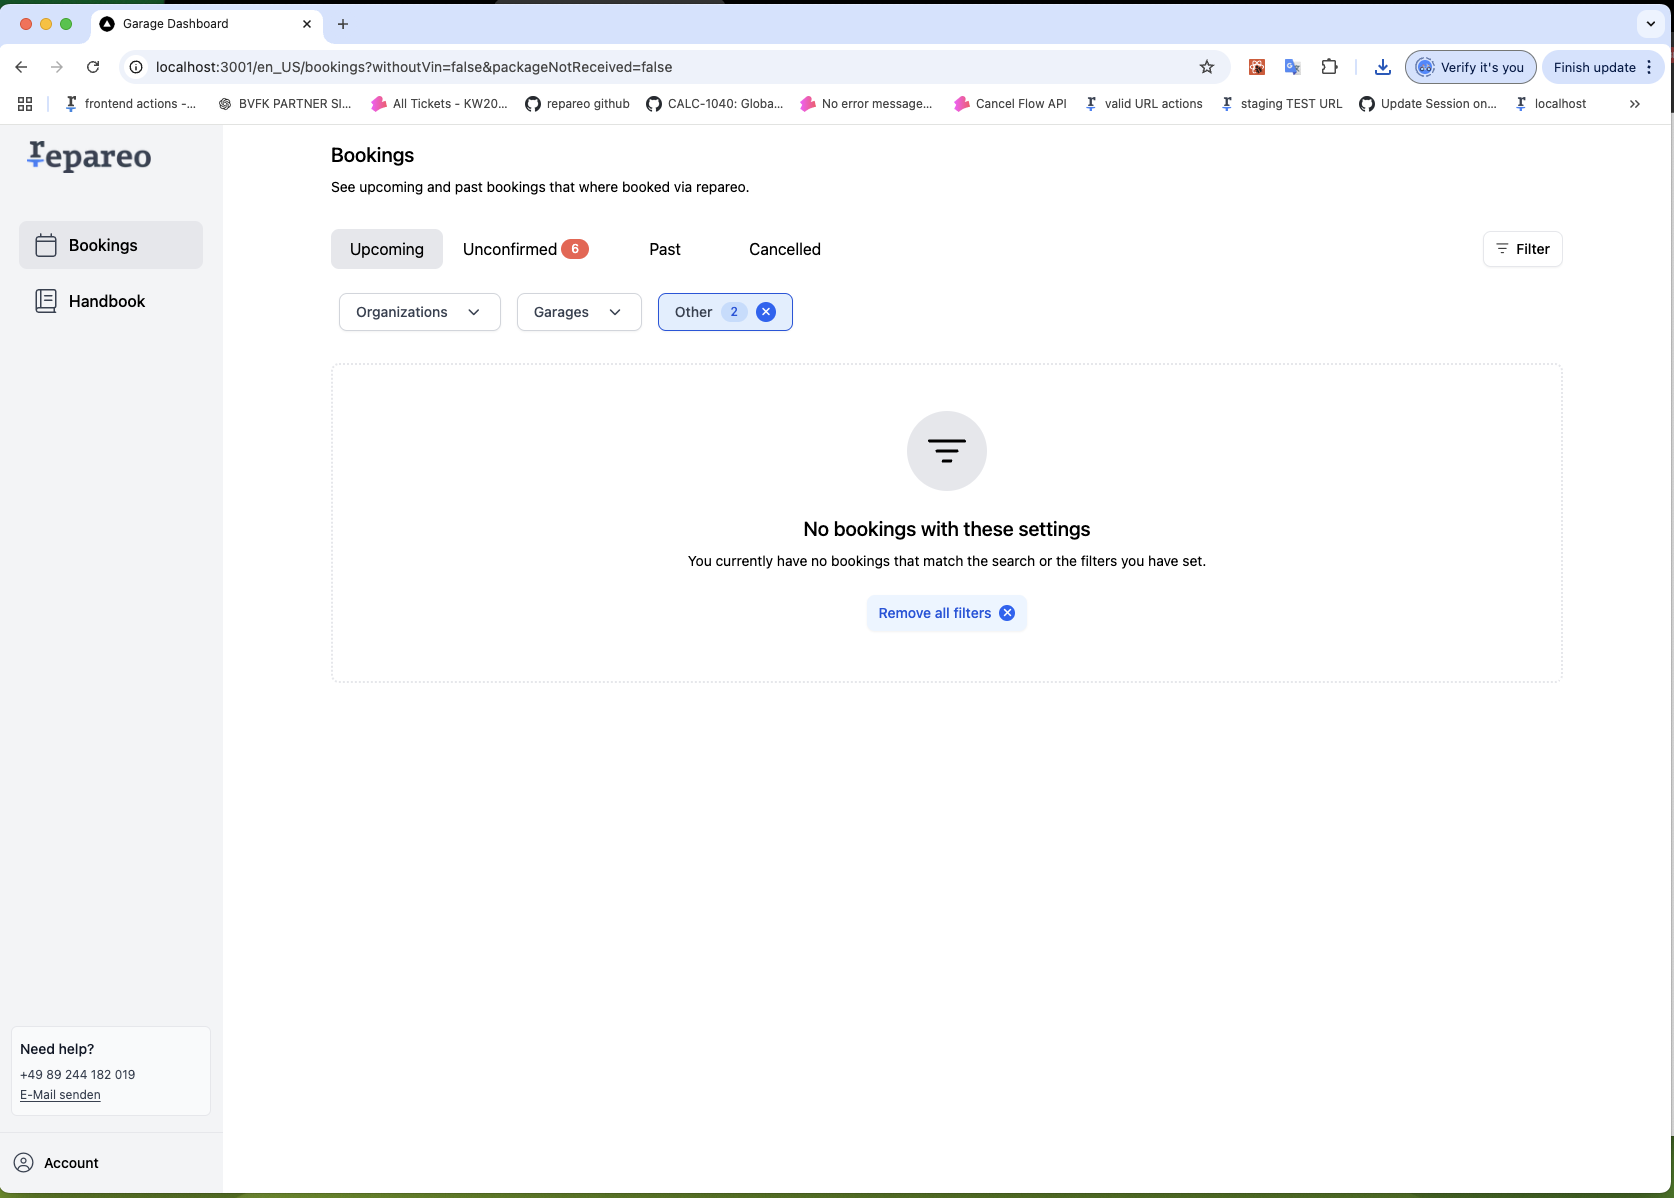 Garage Dashboard
localhost:3001/en_US/bookings?withoutVin=false&packageNotReceived=false
Verify it's you
Finish update
frontend actions -...
BVFK PARTNER SI...
All Tickets - KW20...
repareo github
CALC-1040: Globa...
No error message...
Cancel Flow API
valid URL actions
staging TEST URL
Update Session on...
localhost
repareo
Bookings
Handbook
Bookings
See upcoming and past bookings that where booked via repareo.
Upcoming
Unconfirmed 6
Past
Cancelled
Filter
Organizations
Garages
Other 2
No bookings with these settings
You currently have no bookings that match the search or the filters you have set.
Remove all filters
Need help?
+49 89 244 182 019
E-Mail senden
Account